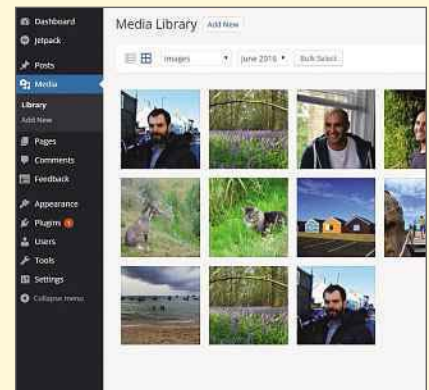 Dashboard
Jetpack
Posts
Media
Library
Add New
Pages
Comments
Feedback
Appearance
Plugins 1
Users
Tools
Settings
Collapse menu
Media Library Add New
Images June 2016 Bulk Select